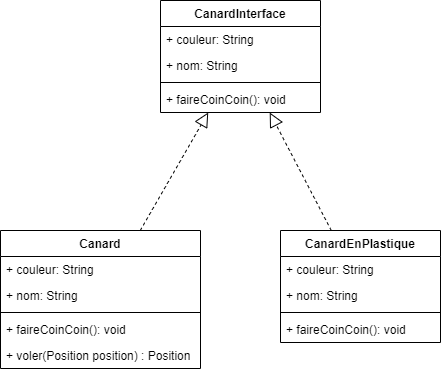 CanardInterface
+ couleur: String
+ nom: String
+ faireCoinCoin(): void
Canard
+ couleur: String
+ nom: String
+ faireCoinCoin(): void
+ voler(Position position) : Position
CanardEnPlastique
+ couleur: String
+ nom: String
+ faireCoinCoin(): void